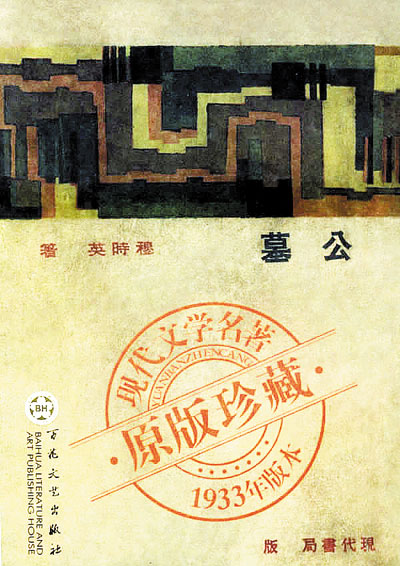 公墓
穆時英 箸
现代文学名著
YUANBANZHENCANG
·原版珍藏·
1933年版本
BH
百花文艺出版社
BAIHUA LITERATURE AND
ART PUBLISHING HOUSE
現代書局 版